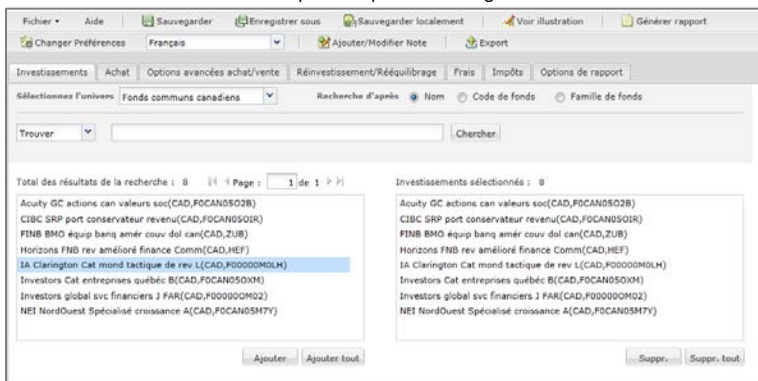 Fichier Aide Sauvegarder Enregistrer sous Sauvegarder localement Voir illustration Générer rapport
Changer Préférences Français Ajouter/Modifier Note Export
Investissements Achat Options avancées achat/vente Réinvestissement/Rééquilibrage Frais Impôts Options de rapport
Sélectionnez l'univers Fonds communs canadiens Recherche d'après Nom Code de fonds Famille de fonds
Trouver Chercher
Total des résultats de la recherche : 8 Page : 1 de 1 Investissements sélectionnés : 8
Acuity GC actions can valeurs soc(CAD,F0CAN05O2B) Acuity GC actions can valeurs soc(CAD,F0CAN05O2B)
CIBC SRP port conservateur revenu(CAD,F0CAN05OIR) CIBC SRP port conservateur revenu(CAD,F0CAN05OIR)
FINB BMO équip banq amér couv dol can(CAD,ZUB) FINB BMO équip banq amér couv dol can(CAD,ZUB)
Horizons FNB rev amélioré finance Comm(CAD,HEF) Horizons FNB rev amélioré finance Comm(CAD,HEF)
IA Clarington Cat mond tactique de rev L(CAD,F00000M0LH) IA Clarington Cat mond tactique de rev L(CAD,F00000M0LH)
Investors Cat entreprises québéc B(CAD,F0CAN05OXM) Investors Cat entreprises québéc B(CAD,F0CAN05OXM)
Investors global svc financiers J FAR(CAD,F00000OM02) Investors global svc financiers J FAR(CAD,F00000OM02)
NEI NordOuest Spécialisé croissance A(CAD,F0CAN05M7Y) NEI NordOuest Spécialisé croissance A(CAD,F0CAN05M7Y)
Ajouter Ajouter tout Suppr. Suppr. tout